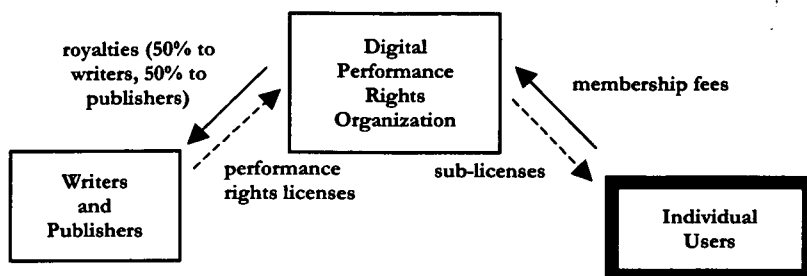 royalties (50% to
writers, 50% to
publishers)
Digital
Performance
Rights
Organization
membership fees
performance
rights licenses
sub-licenses
Writers
and
Publishers
Individual
Users